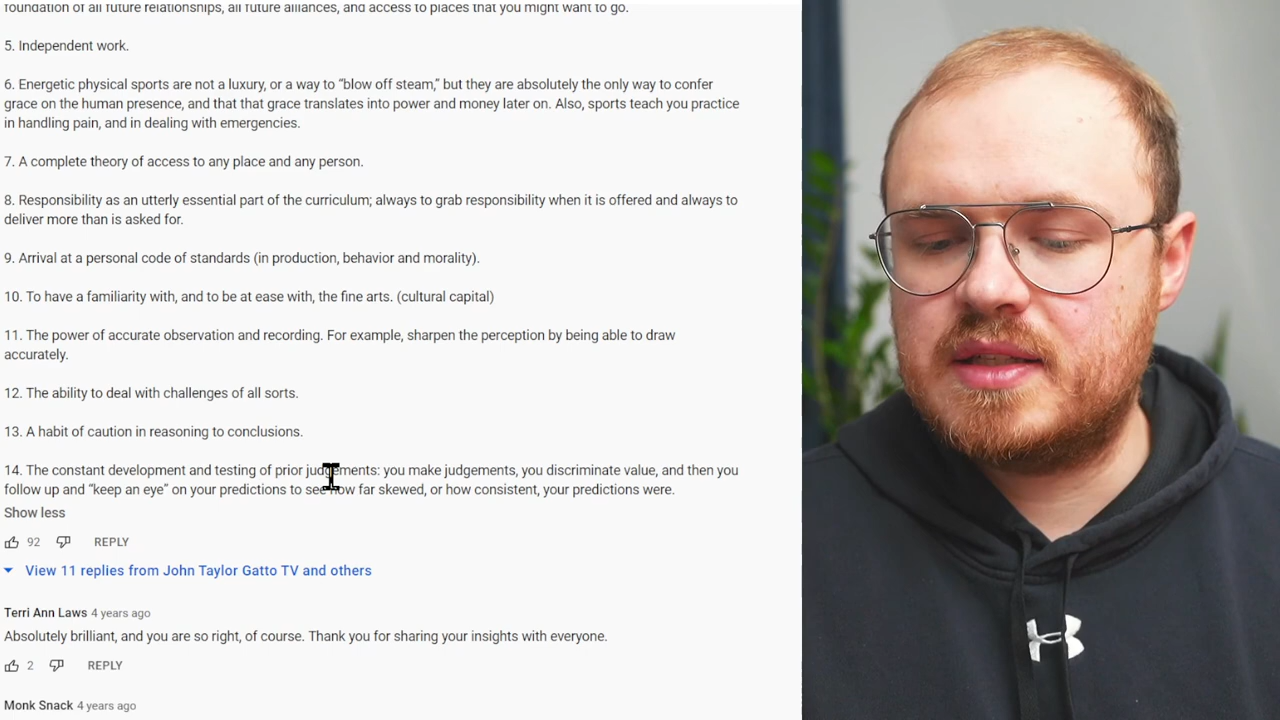 foundation of all future relationships, all future alliances, and access to places that you might want to go.
5. Independent work.
6. Energetic physical sports are not a luxury, or a way to “blow off steam,” but they are absolutely the only way to confer
grace on the human presence, and that that grace translates into power and money later on. Also, sports teach you practice
in handling pain, and in dealing with emergencies.
7. A complete theory of access to any place and any person.
8. Responsibility as an utterly essential part of the curriculum; always to grab responsibility when it is offered and always to
deliver more than is asked for.
9. Arrival at a personal code of standards (in production, behavior and morality).
10. To have a familiarity with, and to be at ease with, the fine arts. (cultural capital)
11. The power of accurate observation and recording. For example, sharpen the perception by being able to draw
accurately.
12. The ability to deal with challenges of all sorts.
13. A habit of caution in reasoning to conclusions.
14. The constant development and testing of prior judgements: you make judgements, you discriminate value, and then you
follow up and “keep an eye” on your predictions to see how far skewed, or how consistent, your predictions were.
Show less
92 REPLY
View 11 replies from John Taylor Gatto TV and others
Terri Ann Laws 4 years ago
Absolutely brilliant, and you are so right, of course. Thank you for sharing your insights with everyone.
2 REPLY
Monk Snack 4 years ago